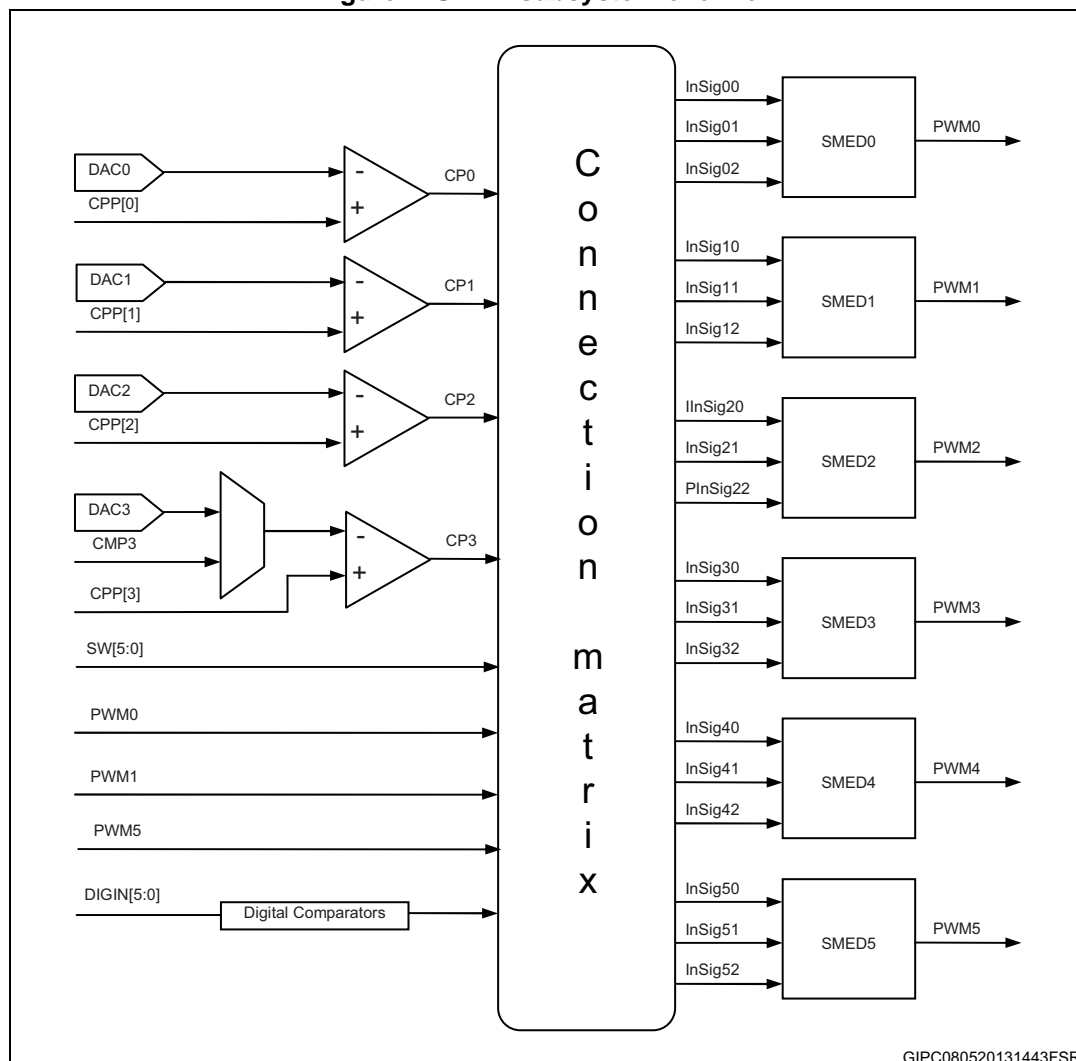 DAC0
CPP[0]
-
+
CP0
DAC1
CPP[1]
-
+
CP1
DAC2
CPP[2]
-
+
CP2
DAC3
CMP3
CPP[3]
-
+
CP3
SW[5:0]
PWM0
PWM1
PWM5
DIGIN[5:0]
Digital Comparators
Connection matrix
InSig00
InSig01
InSig02
SMED0
PWM0
InSig10
InSig11
InSig12
SMED1
PWM1
IInSig20
InSig21
PInSig22
SMED2
PWM2
InSig30
InSig31
InSig32
SMED3
PWM3
InSig40
InSig41
InSig42
SMED4
PWM4
InSig50
InSig51
InSig52
SMED5
PWM5